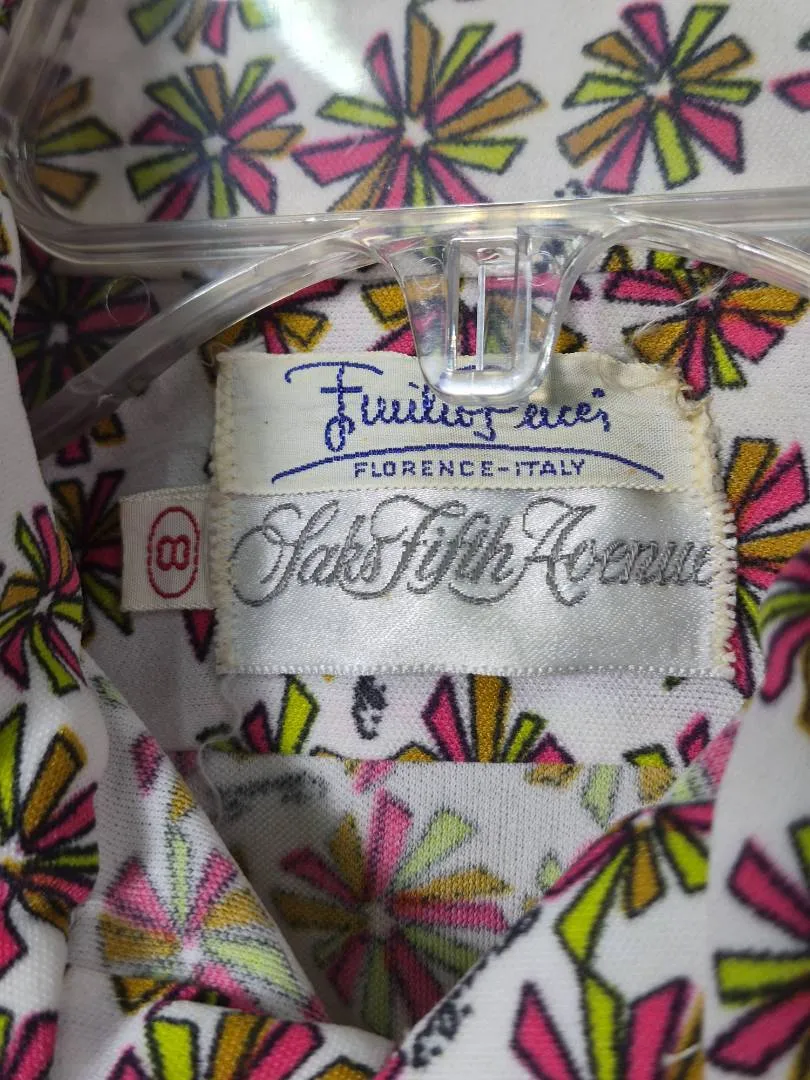 Emilio Pucci
FLORENCE-ITALY
8
Saks Fifth Avenue